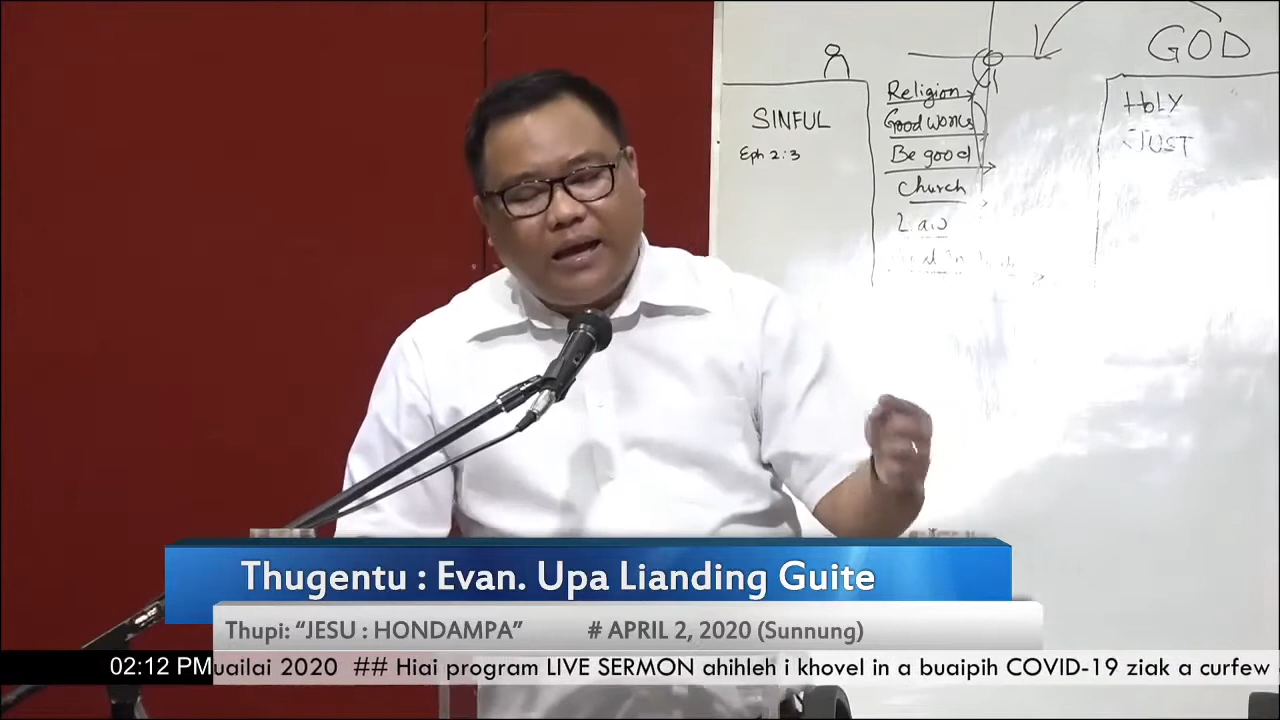 GOD
Religion
Good works
Be good
Church
Law
SINFUL
Eph 2:3
HOLY
JUST
Thugentu : Evan. Upa Lianding Guite
Thupi: “JESU : HONDAMPA” # APRIL 2, 2020 (Sunnung)
02:12 PM uailai 2020 ## Hiai program LIVE SERMON ahihleh i khovel in a buaipih COVID-19 ziak a curfew